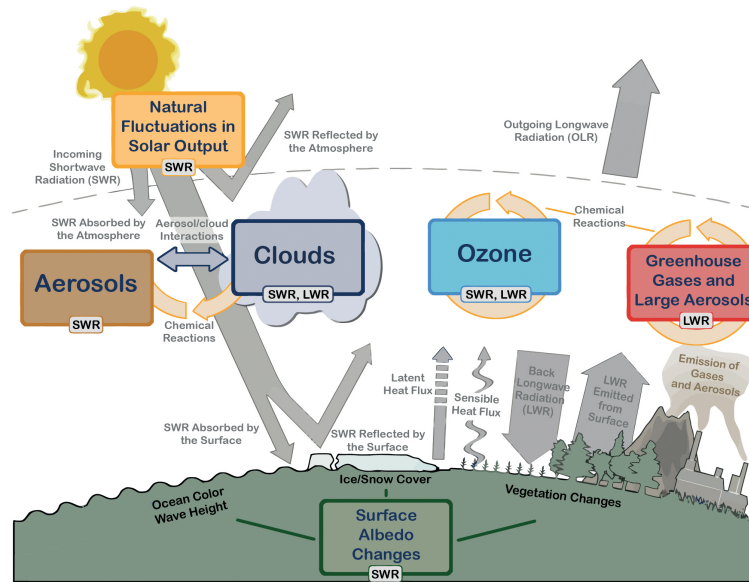 Natural
Fluctuations in
Solar Output
SWR
Incoming
Shortwave
Radiation (SWR)
SWR Reflected by
the Atmosphere
Outgoing Longwave
Radiation (OLR)
SWR Absorbed by
the Atmosphere
Aerosol/cloud
Interactions
Chemical
Reactions
Aerosols
SWR
Clouds
SWR, LWR
Ozone
SWR, LWR
Greenhouse
Gases and
Large Aerosols
LWR
Chemical
Reactions
Latent
Heat Flux
Sensible
Heat Flux
Back
Longwave
Radiation
(LWR)
LWR
Emitted
from
Surface
Emission of
Gases
and Aerosols
SWR Absorbed by
the Surface
SWR Reflected by
the Surface
Ice/Snow Cover
Ocean Color
Wave Height
Vegetation Changes
Surface
Albedo
Changes
SWR